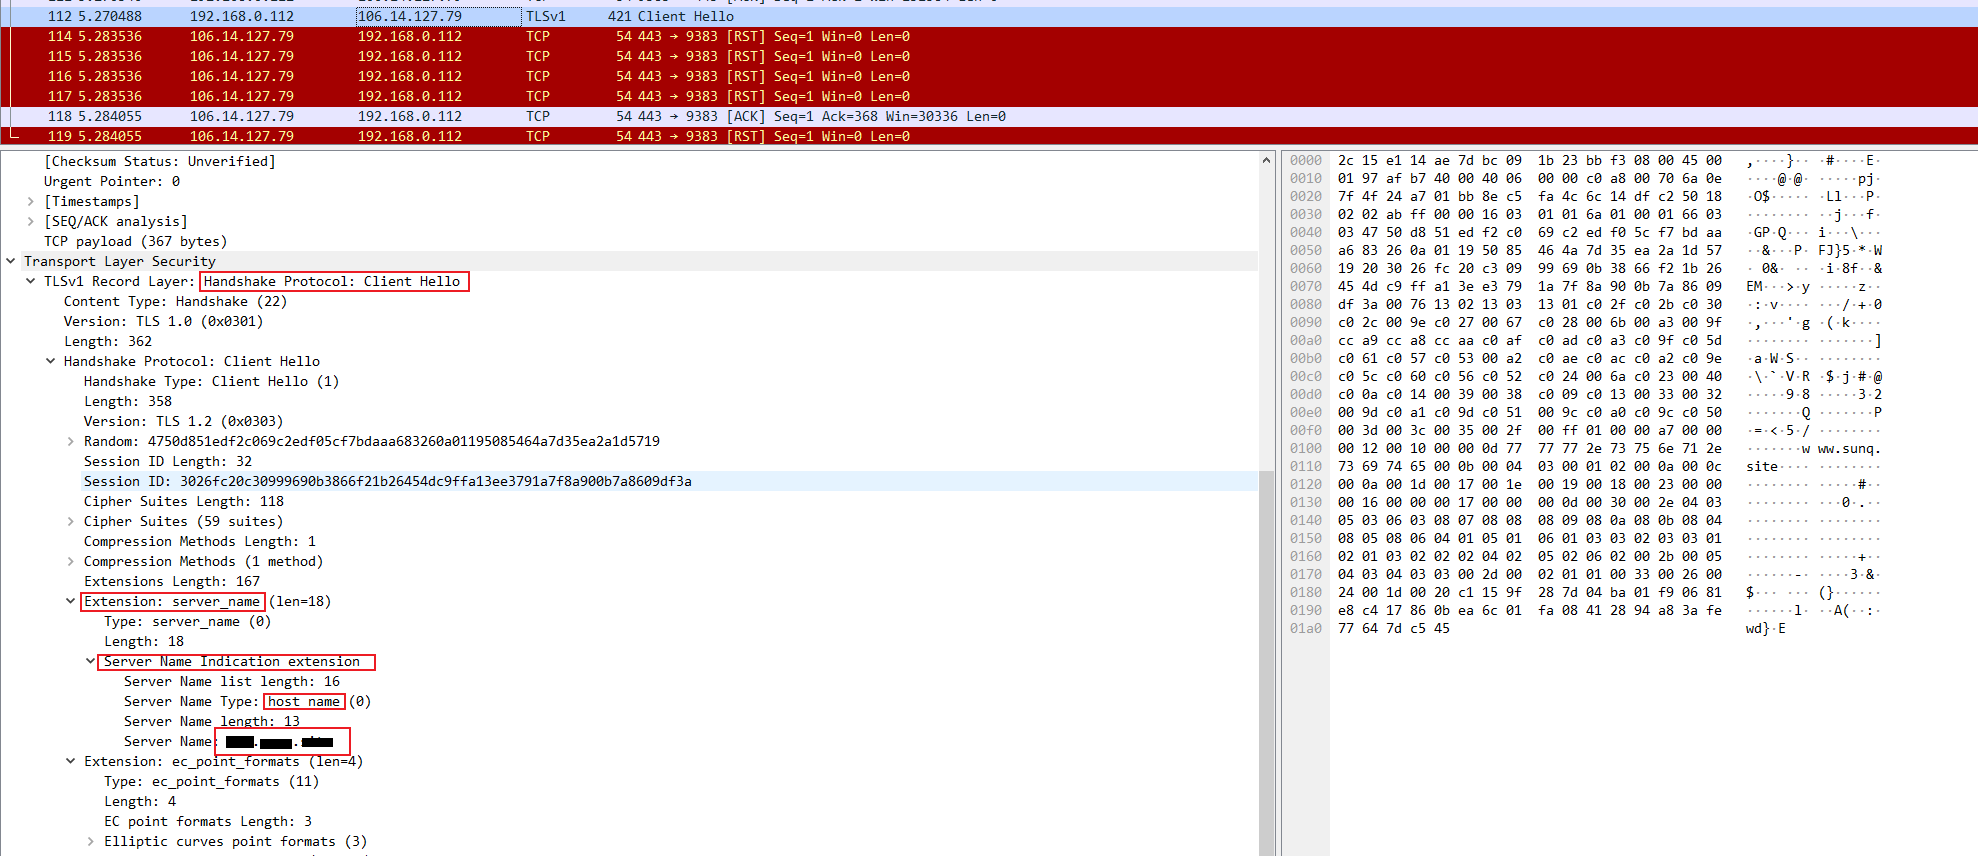 112 5.270488 192.168.0.112 106.14.127.79 TLSv1 421 Client Hello
114 5.283536 106.14.127.79 192.168.0.112 TCP 54 443 → 9383 [RST] Seq=1 Win=0 Len=0
115 5.283536 106.14.127.79 192.168.0.112 TCP 54 443 → 9383 [RST] Seq=1 Win=0 Len=0
116 5.283536 106.14.127.79 192.168.0.112 TCP 54 443 → 9383 [RST] Seq=1 Win=0 Len=0
117 5.283536 106.14.127.79 192.168.0.112 TCP 54 443 → 9383 [RST] Seq=1 Win=0 Len=0
118 5.284055 106.14.127.79 192.168.0.112 TCP 54 443 → 9383 [ACK] Seq=1 Ack=368 Win=30336 Len=0
119 5.284055 106.14.127.79 192.168.0.112 TCP 54 443 → 9383 [RST] Seq=1 Win=0 Len=0
[Checksum Status: Unverified]
Urgent Pointer: 0
[Timestamps]
[SEQ/ACK analysis]
TCP payload (367 bytes)
Transport Layer Security
TLSv1 Record Layer: Handshake Protocol: Client Hello
Content Type: Handshake (22)
Version: TLS 1.0 (0x0301)
Length: 362
Handshake Protocol: Client Hello
Handshake Type: Client Hello (1)
Length: 358
Version: TLS 1.2 (0x0303)
Random: 4750d851edf2c069c2edf05cf7bdaaa683260a01195085464a7d35ea2a1d5719
Session ID Length: 32
Session ID: 3026fc20c30999690b3866f21b26454dc9ffa13ee3791a7f8a900b7a8609df3a
Cipher Suites Length: 118
Cipher Suites (59 suites)
Compression Methods Length: 1
Compression Methods (1 method)
Extensions Length: 167
Extension: server_name (len=18)
Type: server_name (0)
Length: 18
Server Name Indication extension
Server Name list length: 16
Server Name Type: host_name (0)
Server Name length: 13
Server Name:
Extension: ec_point_formats (len=4)
Type: ec_point_formats (11)
Length: 4
EC point formats Length: 3
Elliptic curves point formats (3)
0000 2c 15 e1 14 ae 7d bc 09 1b 23 bb f3 08 00 45 00 ,····}·· ·#····E·
0010 01 97 af b7 40 00 40 06 00 00 c0 a8 00 70 6a 0e ····@·@· ·····pj·
0020 7f 4f 24 a7 01 bb 8e c5 fa 4c 6c 14 df c2 50 18 ·O$····· ·Ll···P·
0030 02 02 ab ff 00 00 16 03 01 01 6a 01 00 01 66 03 ········ ··j···f·
0040 03 47 50 d8 51 ed f2 c0 69 c2 ed f0 5c f7 bd aa ·GP·Q··· i···\···
0050 a6 83 26 0a 01 19 50 85 46 4a 7d 35 ea 2a 1d 57 ··&···P· FJ}5·*·W
0060 19 20 30 26 fc 20 c3 09 99 69 0b 38 66 f2 1b 26 · 0&· ·· ·i·8f··&
0070 45 4d c9 ff a1 3e e3 79 1a 7f 8a 90 0b 7a 86 09 EM···>·y ·····z··
0080 df 3a 00 76 13 02 13 03 13 01 c0 2f c0 2b c0 30 ·:·v···· ···/·+·0
0090 c0 2c 00 9e c0 27 00 67 c0 28 00 6b 00 a3 00 9f ·,···'·g ·(·k····
00a0 cc a9 cc a8 cc aa c0 af c0 ad c0 a3 c0 9f c0 5d ········ ·······]
00b0 c0 61 c0 57 c0 53 00 a2 c0 ae c0 ac c0 a2 c0 9e ·a·W·S·· ········
00c0 c0 5c c0 60 c0 56 c0 52 c0 24 00 6a c0 23 00 40 ·\·`·V·R ·$·j·#·@
00d0 c0 0a c0 14 00 39 00 38 c0 09 c0 13 00 33 00 32 ·····9·8 ·····3·2
00e0 00 9d c0 a1 c0 9d c0 51 00 9c c0 a0 c0 9c c0 50 ·······Q ·······P
00f0 00 3d 00 3c 00 35 00 2f 00 ff 01 00 00 a7 00 00 ·=·<·5·/ ········
0100 00 12 00 10 00 00 0d 77 77 77 2e 73 75 6e 71 2e ·······w ww.sunq.
0110 73 69 74 65 00 0b 00 04 03 00 01 02 00 0a 00 0c site···· ········
0120 00 0a 00 1d 00 17 00 1e 00 19 00 18 00 23 00 00 ········ ·····#··
0130 00 16 00 00 00 17 00 00 00 0d 00 30 00 2e 04 03 ········ ···0·.··
0140 05 03 06 03 08 07 08 08 08 09 08 0a 08 0b 08 04 ········ ········
0150 08 05 08 06 04 01 05 01 06 01 03 03 02 03 03 01 ········ ········
0160 02 01 03 02 02 02 04 02 05 02 06 02 00 2b 00 05 ········ ·····+··
0170 04 03 04 03 03 00 2d 00 02 01 01 00 33 00 26 00 ······-· ····3·&·
0180 24 00 1d 00 20 c1 15 9f 28 7d 04 ba 01 f9 06 81 $··· ··· (}······
0190 e8 c4 17 86 0b ea 6c 01 fa 08 41 28 94 a8 3a fe ······l· ··A(··:·
01a0 77 64 7d c5 45 wd}·E